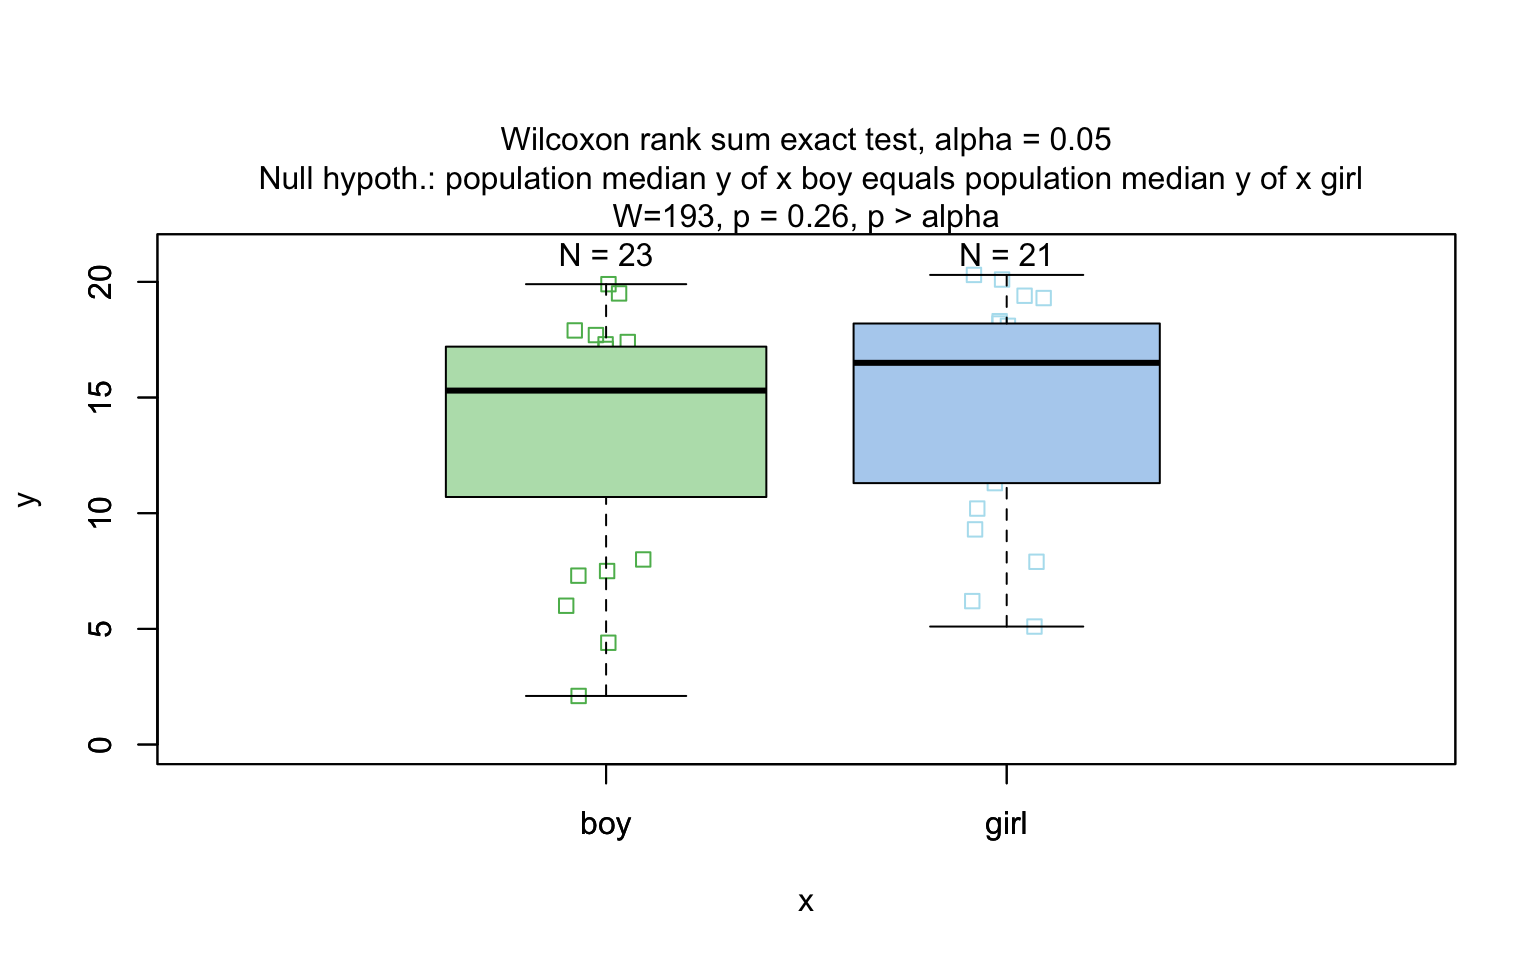 Wilcoxon rank sum exact test, alpha = 0.05
Null hypoth.: population median y of x boy equals population median y of x girl
W=193, p = 0.26, p > alpha
N = 23
N = 21
20
15
10
5
0
y
boy
girl
x